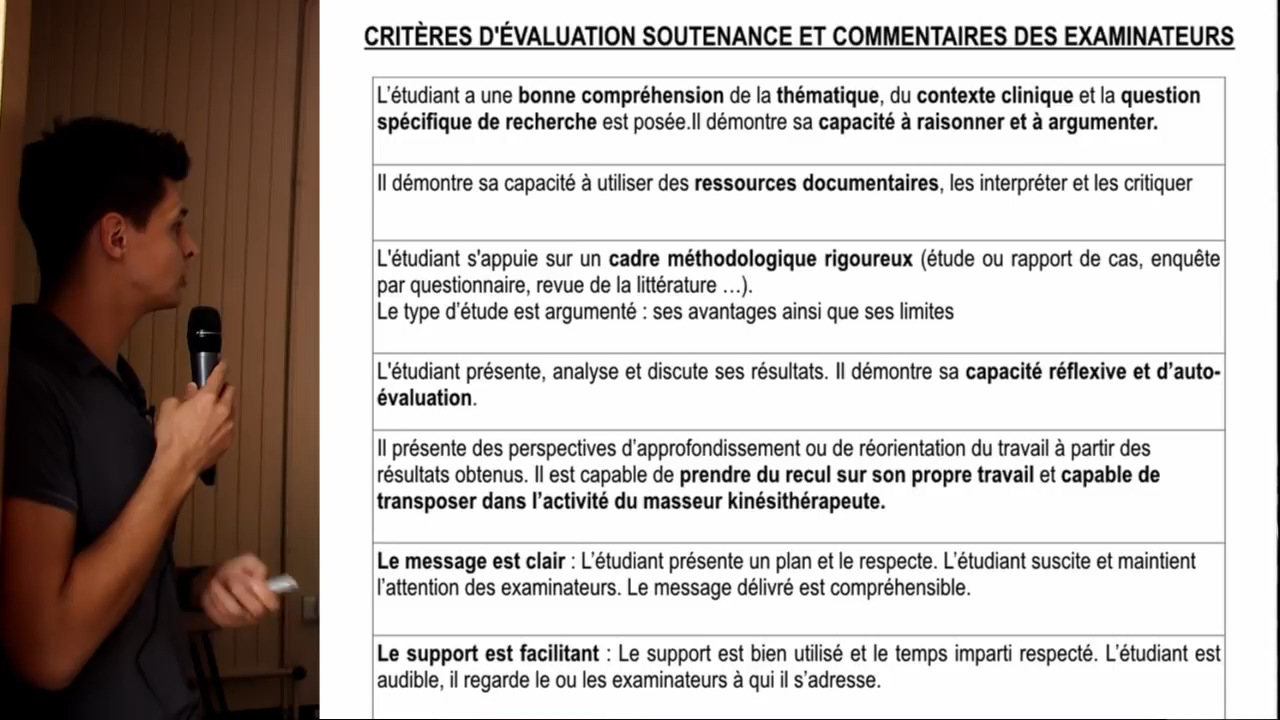 CRITÈRES D'ÉVALUATION SOUTENANCE ET COMMENTAIRES DES EXAMINATEURS
L'étudiant a une bonne compréhension de la thématique, du contexte clinique et la question
spécifique de recherche est posée.Il démontre sa capacité à raisonner et à argumenter.
Il démontre sa capacité à utiliser des ressources documentaires, les interpréter et les critiquer
L'étudiant s'appuie sur un cadre méthodologique rigoureux (étude ou rapport de cas, enquête
par questionnaire, revue de la littérature …).
Le type d'étude est argumenté : ses avantages ainsi que ses limites
L'étudiant présente, analyse et discute ses résultats. Il démontre sa capacité réflexive et d'auto-
évaluation.
Il présente des perspectives d'approfondissement ou de réorientation du travail à partir des
résultats obtenus. Il est capable de prendre du recul sur son propre travail et capable de
transposer dans l'activité du masseur kinésithérapeute.
Le message est clair : L'étudiant présente un plan et le respecte. L'étudiant suscite et maintient
l'attention des examinateurs. Le message délivré est compréhensible.
Le support est facilitant : Le support est bien utilisé et le temps imparti respecté. L'étudiant est
audible, il regarde le ou les examinateurs à qui il s'adresse.